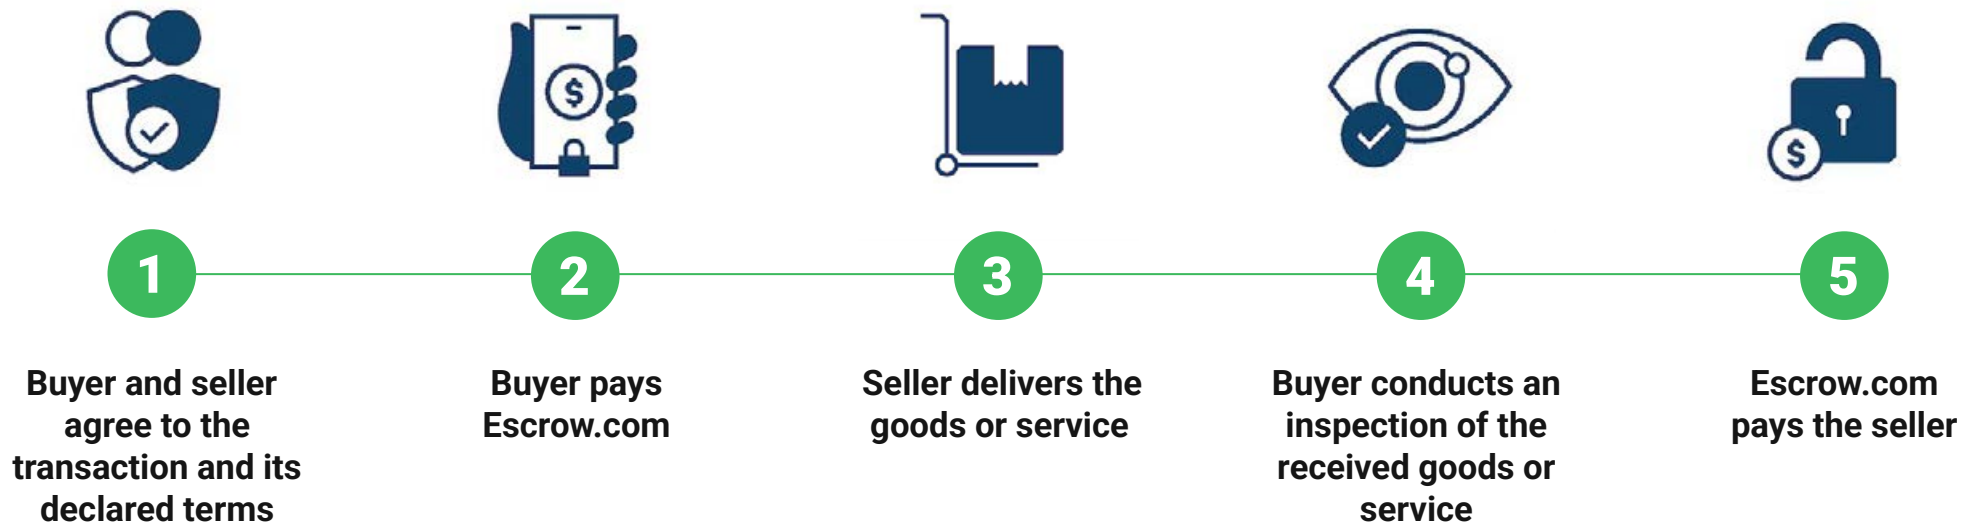 $
$
1
2
3
4
5
Buyer and seller
agree to the
transaction and its
declared terms
Buyer pays
Escrow.com
Seller delivers the
goods or service
Buyer conducts an
inspection of the
received goods or
service
Escrow.com
pays the seller